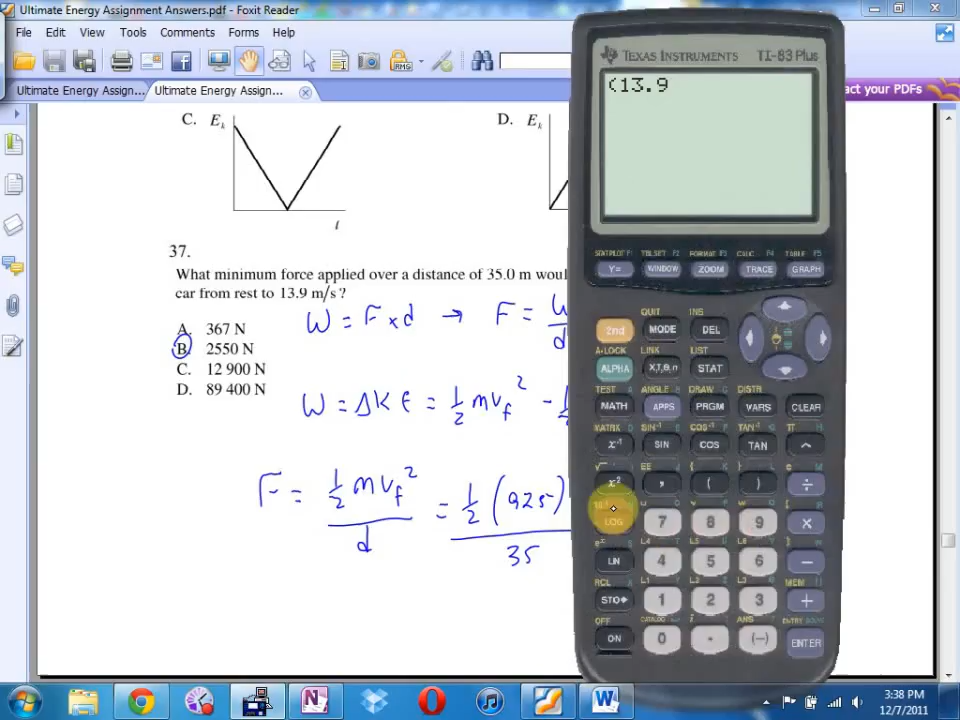 Ultimate Energy Assignment Answers.pdf - Foxit Reader
File Edit View Tools Comments Forms Help
Ultimate Energy Assign... Ultimate Energy Assign...
act your PDFs
C. Eₖ
D. Eₖ
t
37.
What minimum force applied over a distance of 35.0 m woul
car from rest to 13.9 m/s ?
A. 367 N
B. 2550 N
C. 12 900 N
D. 89 400 N
W = F × d → F = W/d
W = ΔKE = ½ m v_f² - ½
F = ½ m v_f² / d = ½ (925) / 35
TEXAS INSTRUMENTS TI-83 Plus
(13.9
STATPLOT F1 TBLSET F2 FORMAT F3 CALC F4 TABLE F5
Y= WINDOW ZOOM TRACE GRAPH
QUIT INS
2nd MODE DEL
A-LOCK LINK LIST
ALPHA X,T,θ,n STAT
TEST A ANGLE B DRAW C DISTR
MATH APPS PRGM VARS CLEAR
MATRIX D SIN⁻¹ E COS⁻¹ F TAN⁻¹ G π H
x⁻¹ SIN COS TAN ^
√ EE J { K } L e M
x² , ( ) ÷
LOG 7 8 9 ×
LN 4 5 6 −
RCL X L1 Y L2 Z L3 MEM "
STO▸ 1 2 3 +
OFF CATALOG ANS ENTRY SOLVE
ON 0 . (−) ENTER
3:38 PM
12/7/2011